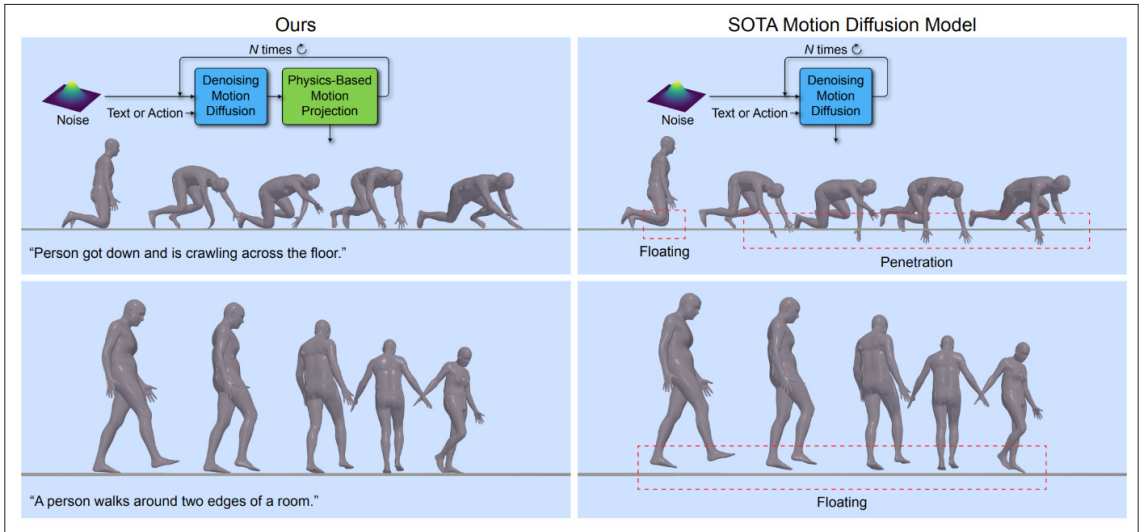 Ours
N times
Denoising
Motion
Diffusion
Physics-Based
Motion
Projection
Noise
Text or Action
“Person got down and is crawling across the floor.”
SOTA Motion Diffusion Model
N times
Denoising
Motion
Diffusion
Noise
Text or Action
Floating
Penetration
“A person walks around two edges of a room.”
Floating